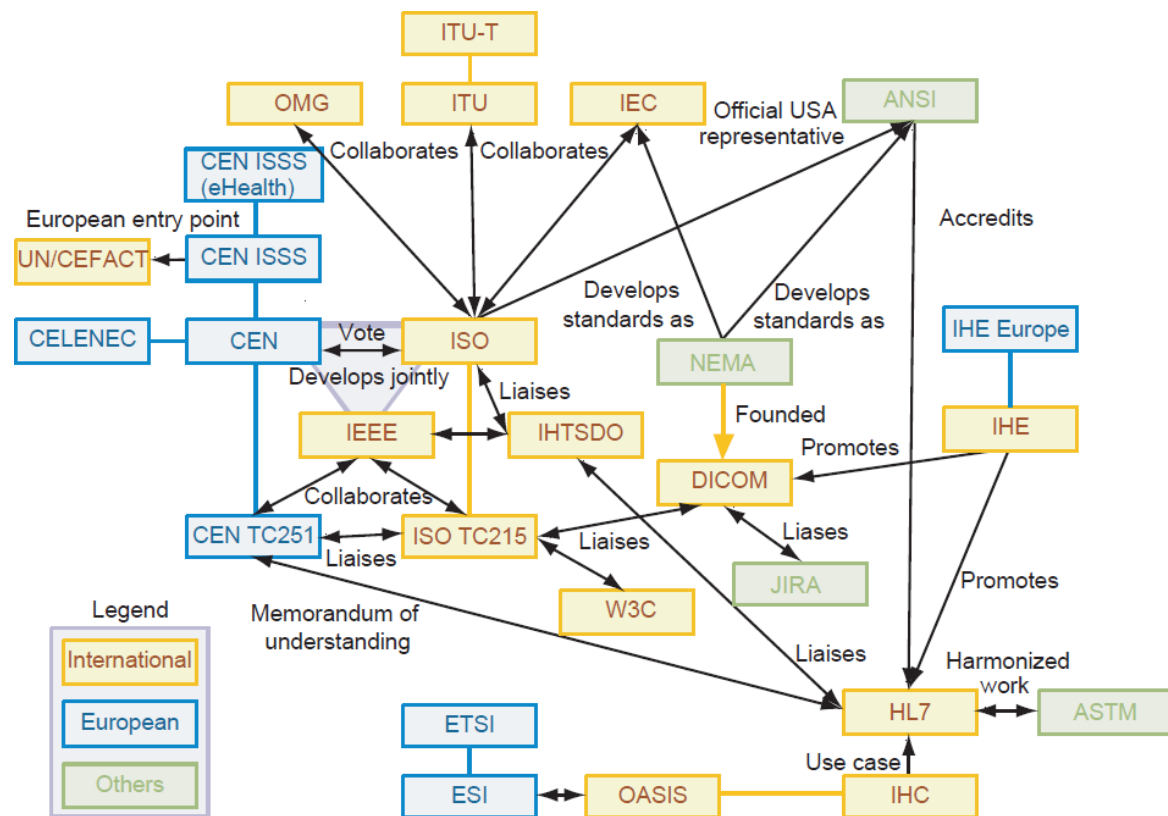 ITU-T
OMG
ITU
IEC
Official USA
representative
ANSI
Collaborates
Collaborates
CEN ISSS
(eHealth)
European entry point
Accredits
UN/CEFACT
CEN ISSS
Develops
standards as
Develops
standards as
CELENEC
CEN
Vote
ISO
NEMA
IHE Europe
Develops jointly
Liaises
Founded
IEEE
IHTSDO
IHE
Promotes
DICOM
Collaborates
CEN TC251
ISO TC215
Liaises
Liaises
Liases
JIRA
Promotes
W3C
Memorandum of
understanding
Legend
International
European
Others
Liaises
Harmonized
work
HL7
ASTM
ETSI
Use case
ESI
OASIS
IHC